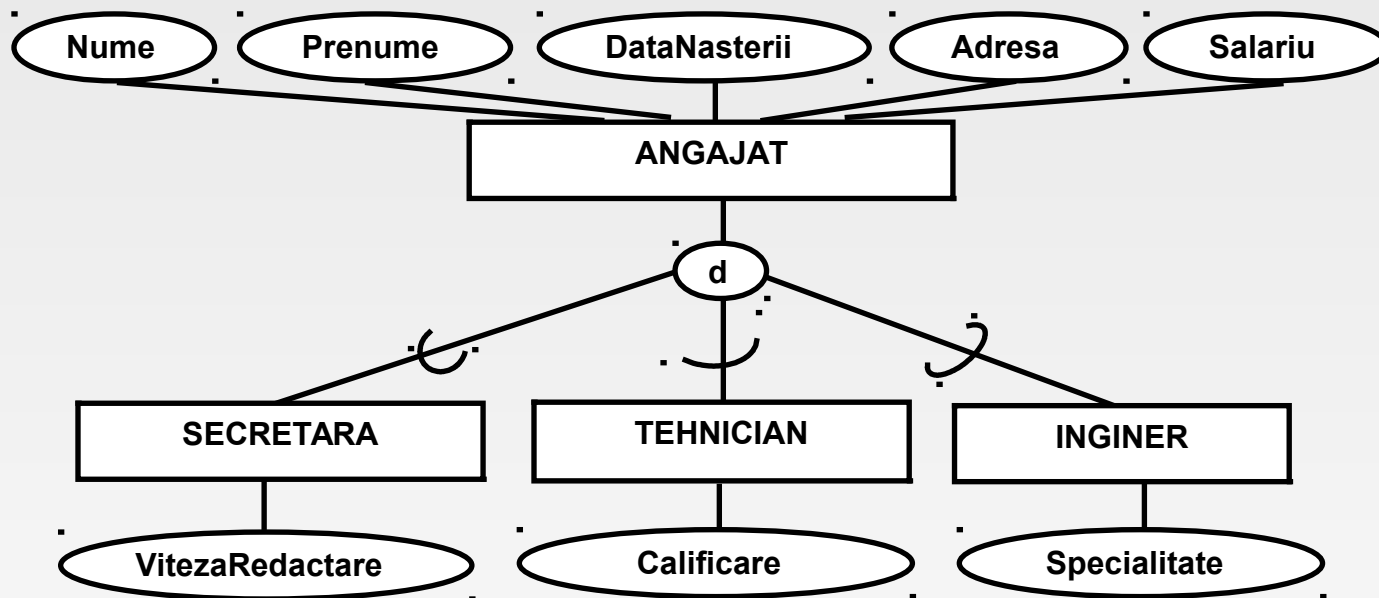 Nume Prenume DataNasterii Adresa Salariu
ANGAJAT
d
SECRETARA TEHNICIAN INGINER
VitezaRedactare Calificare Specialitate